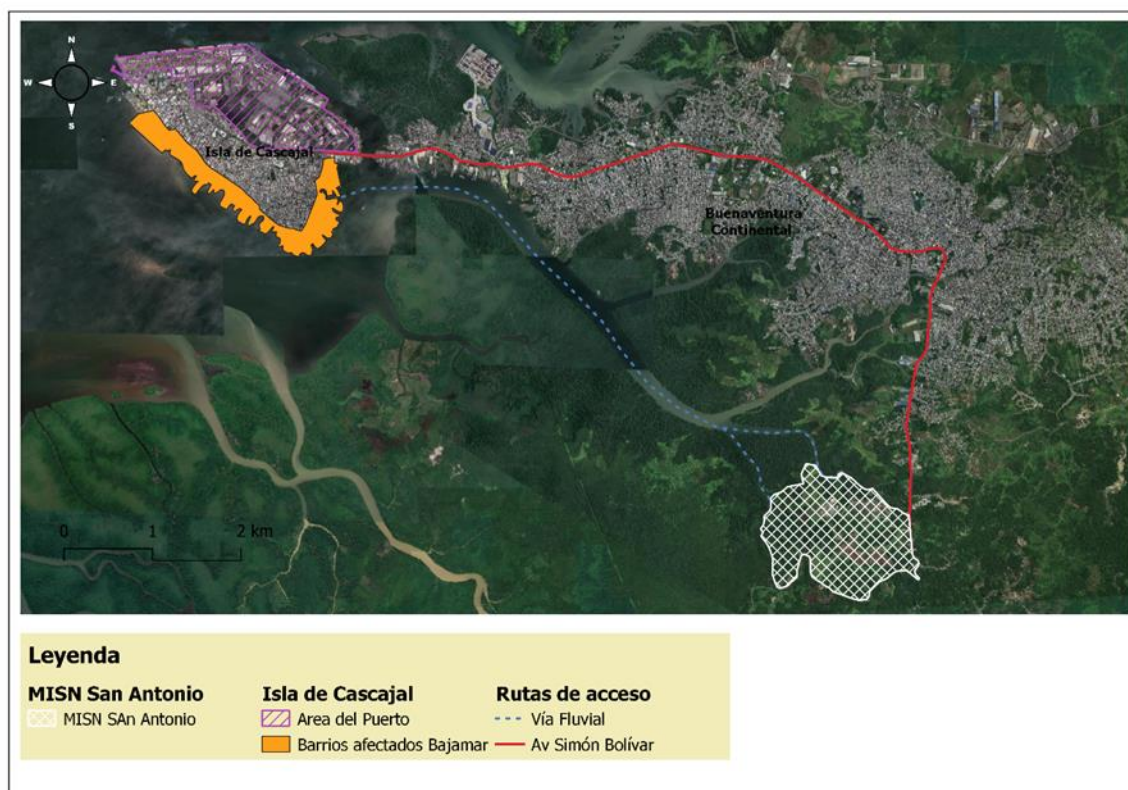 N
W
E
S
Isla de Cascajal
Buenaventura
Continental
0 1 2 km
Leyenda
MISN San Antonio
MISN SAn Antonio
Isla de Cascajal
Area del Puerto
Barrios afectados Bajamar
Rutas de acceso
Vía Fluvial
Av Simón Bolívar